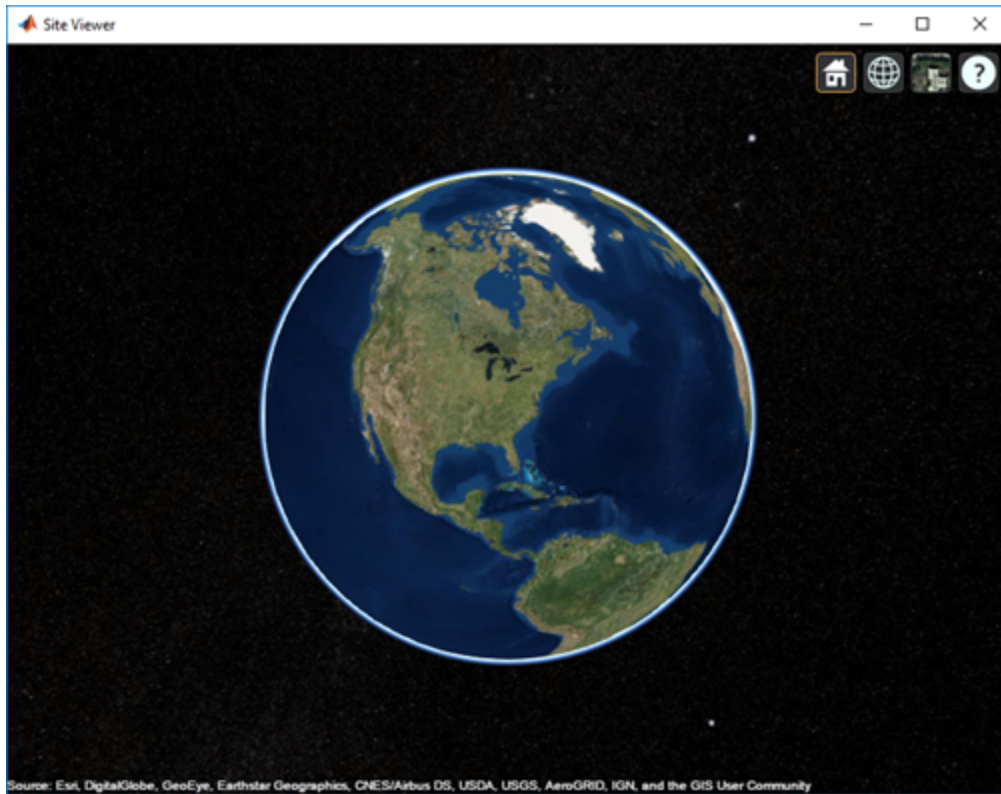 Site Viewer
?
Source: Esri, DigitalGlobe, GeoEye, Earthstar Geographics, CNES/Airbus DS, USDA, USGS, AeroGRID, IGN, and the GIS User Community